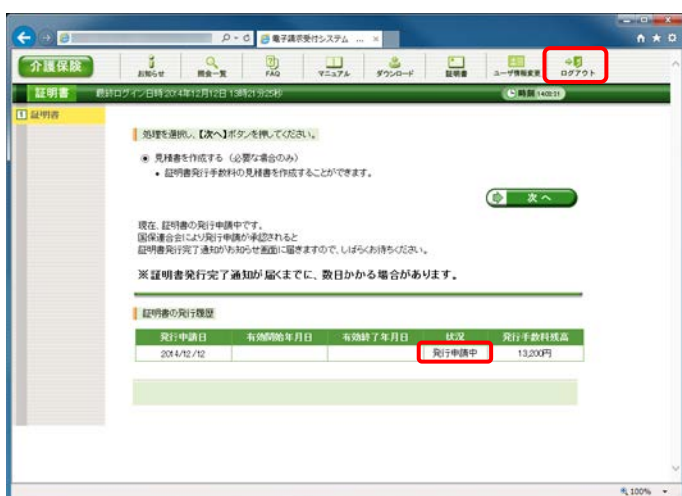 電子請求受付システム ...
介護保険
お知らせ 照会一覧 FAQ マニュアル ダウンロード 証明書 ユーザ情報変更 ログアウト
証明書 最終ログイン日時:2014年12月12日 13時21分25秒 時刻 14:03:21
1 証明書
処理を選択し、【次へ】ボタンを押してください。
見積書を作成する（必要な場合のみ）
• 証明書発行手数料の見積書を作成することができます。
次へ
現在、証明書の発行申請中です。
国保連合会により発行申請が承認されると
証明書発行完了通知がお知らせ画面に届きますので、しばらくお待ちください。
※証明書発行完了通知が届くまでに、数日かかる場合があります。
証明書の発行履歴
発行申請日 有効開始年月日 有効終了年月日 状況 発行手数料残高
2014/12/12 発行申請中 13,200円
100%